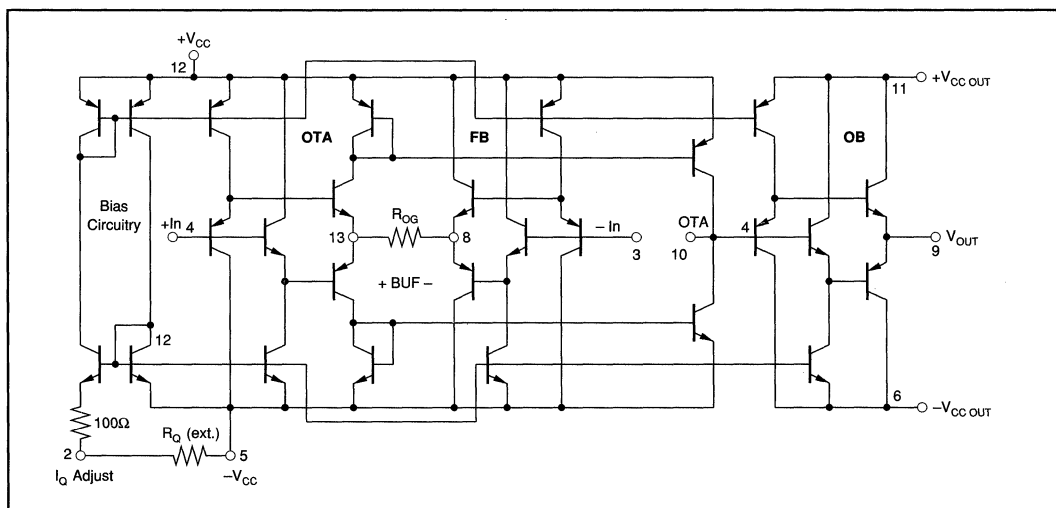 +VCC
12
11
+VCC OUT
OTA
FB
OB
Bias
Circuitry
+In
4
ROG
13
8
– In
3
OTA
10
4
VOUT
9
+ BUF –
12
6
–VCC OUT
100Ω
RQ (ext.)
2
5
IQ Adjust
–VCC